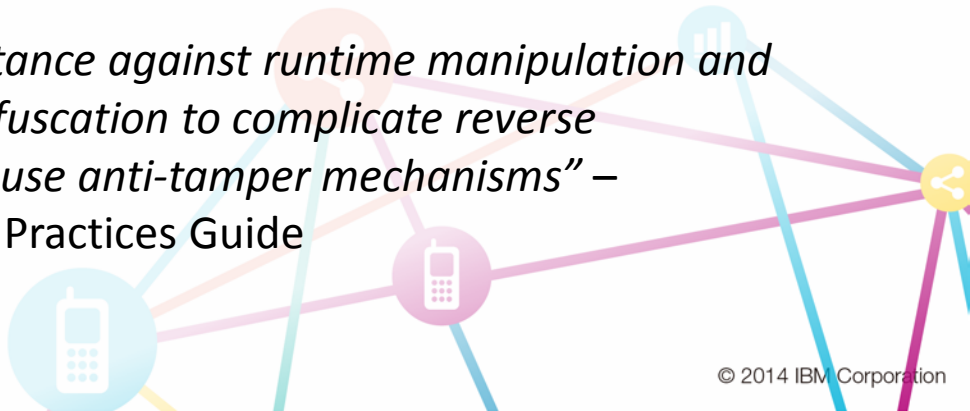 tance against runtime manipulation and
fuscation to complicate reverse
use anti-tamper mechanisms” –
Practices Guide
© 2014 IBM Corporation